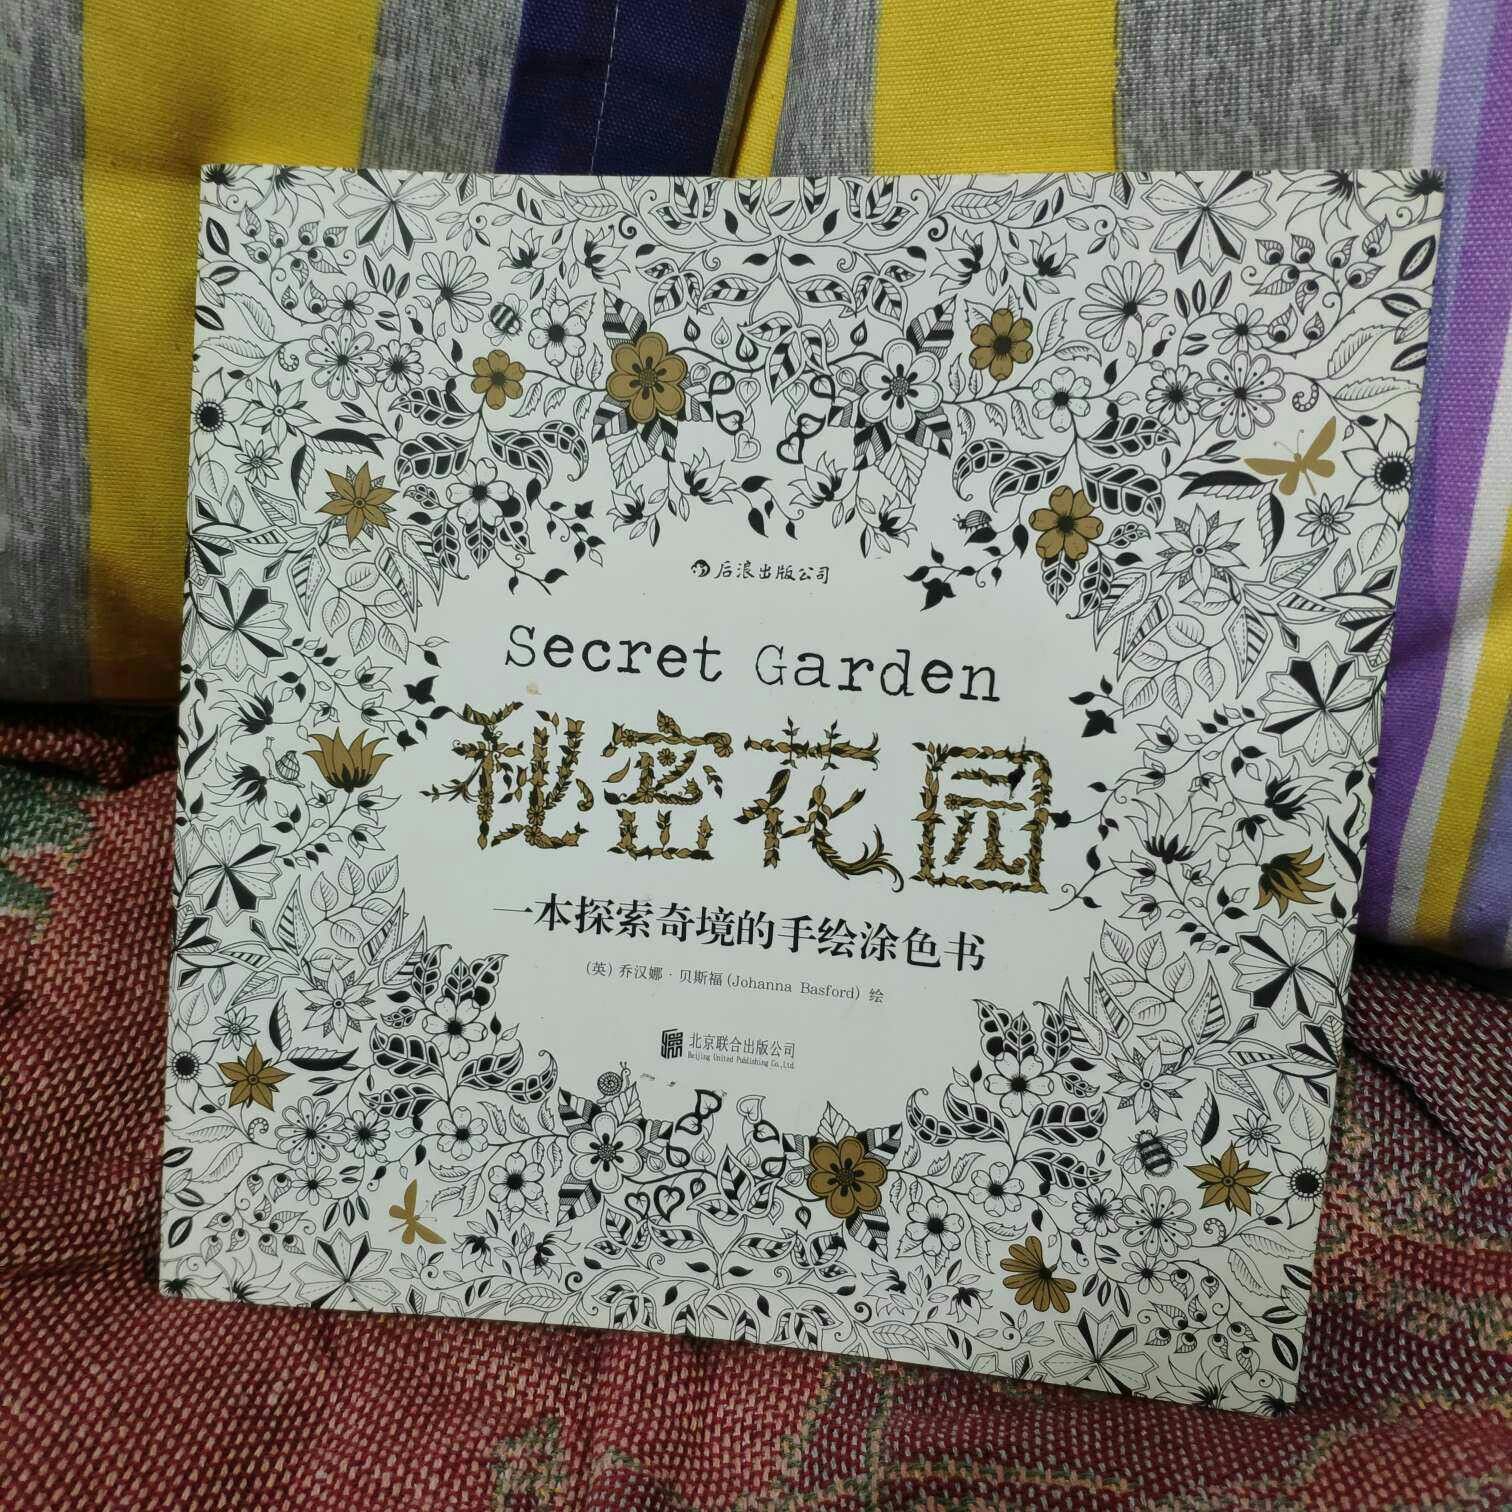 后浪出版公司
Secret Garden
秘密花园
一本探索奇境的手绘涂色书
(英) 乔汉娜·贝斯福 (Johanna Basford) 绘
北京联合出版公司
Beijing United Publishing Co.,Ltd.